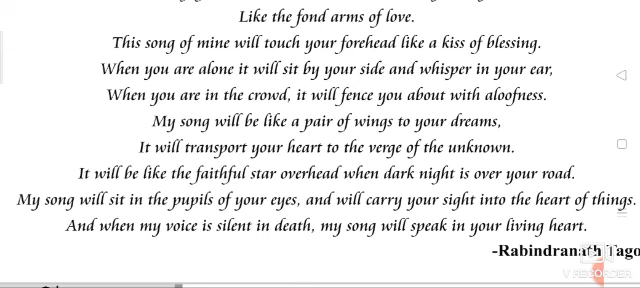 Like the fond arms of love.
This song of mine will touch your forehead like a kiss of blessing.
When you are alone it will sit by your side and whisper in your ear,
When you are in the crowd, it will fence you about with aloofness.
My song will be like a pair of wings to your dreams,
It will transport your heart to the verge of the unknown.
It will be like the faithful star overhead when dark night is over your road.
My song will sit in the pupils of your eyes, and will carry your sight into the heart of things.
And when my voice is silent in death, my song will speak in your living heart.
-Rabindranath Tago
V RECORDER